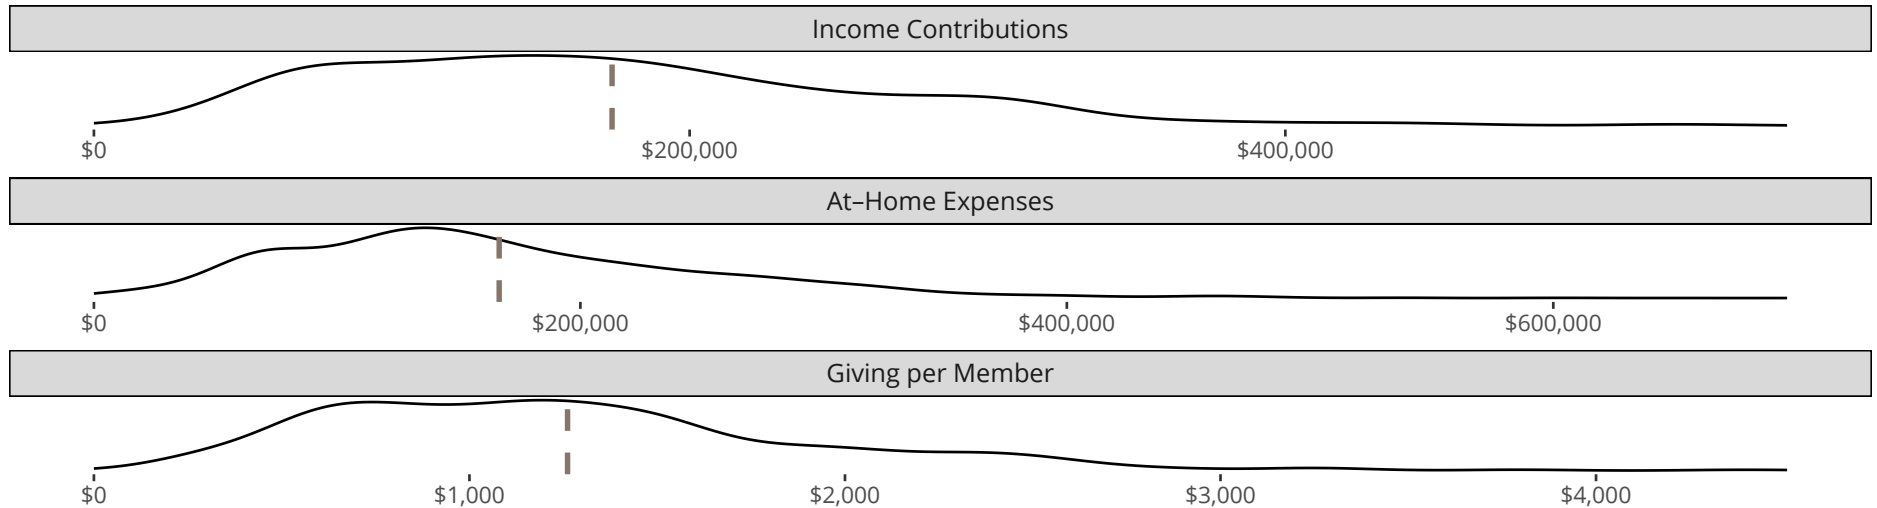 Income Contributions
$0 $200,000 $400,000
At–Home Expenses
$0 $200,000 $400,000 $600,000
Giving per Member
$0 $1,000 $2,000 $3,000 $4,000